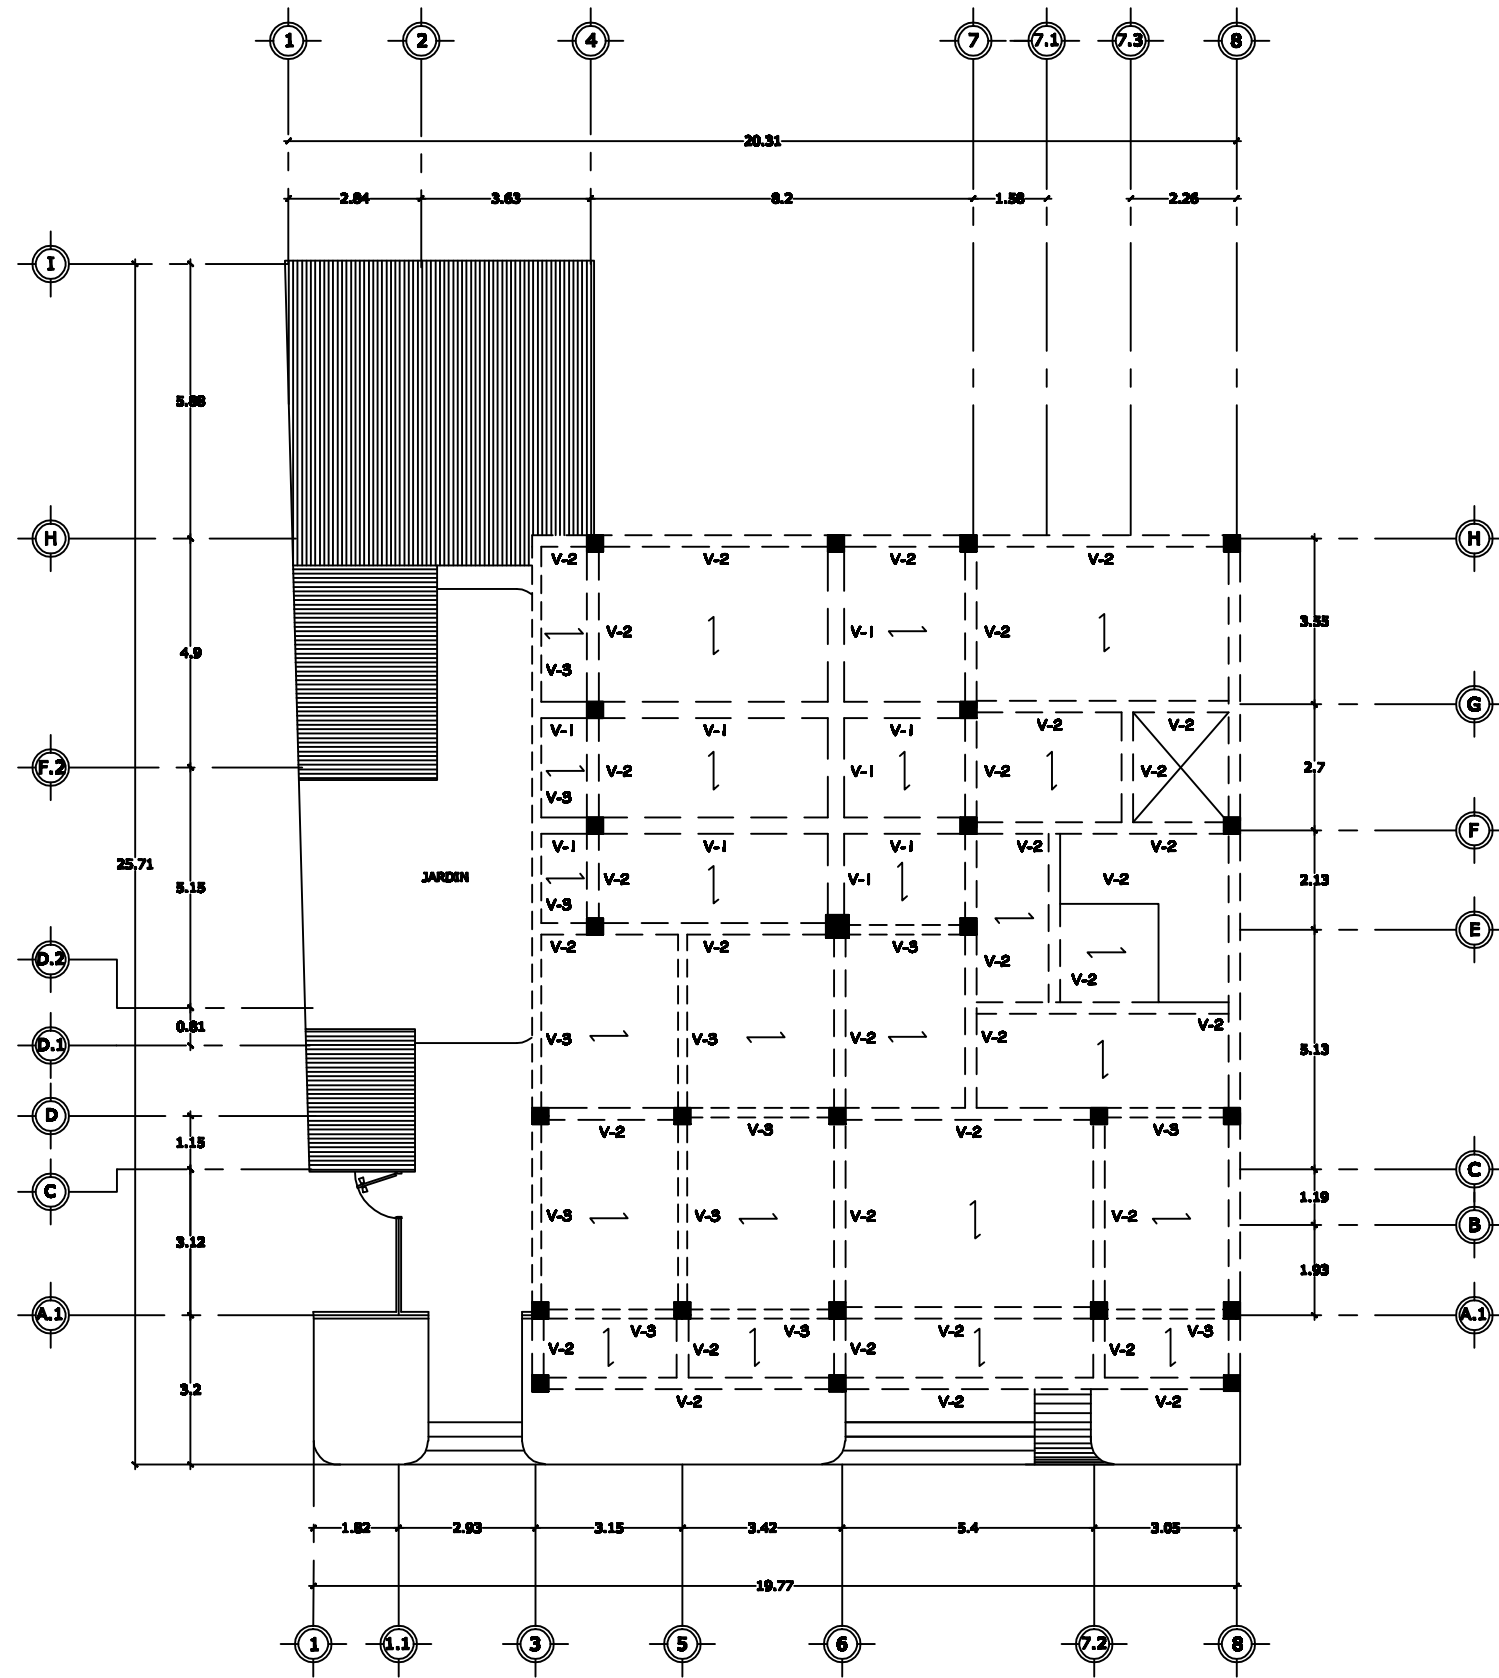 1 2 4 7 7.1 7.3 8
20.31
2.84 3.63 8.2 1.58 2.26
I
5.88
H H
V-2 V-2 V-2 V-2
3.55
V-2 V-1 V-2
4.9
V-3
G
V-1 V-1 V-1 V-2 V-2
F.2 V-2 V-1 V-2 V-2 2.7
V-3
F
V-1 V-1 V-1 V-2 V-2
25.71
JARDIN V-2 V-1 V-2 2.13
5.15
V-3
E
V-2 V-2 V-3
D.2 V-2
V-2
0.81 V-2
D.1 V-3 V-3 V-2 V-2 5.13
D
V-2 V-3 V-2 V-3
1.15
C
C
1.19
V-3 V-3 V-2 V-2
B
3.12
1.93
A.1 A.1
V-3 V-3 V-2 V-3
V-2 V-2 V-2 V-2
3.2
V-2 V-2 V-2
1.82 2.93 3.15 3.42 5.4 3.05
19.77
1 1.1 3 5 6 7.2 8